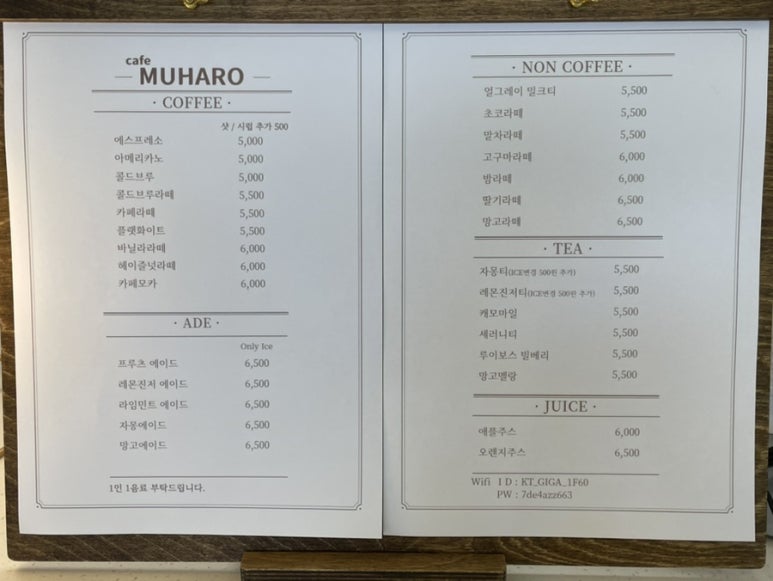 cafe
MUHARO
· COFFEE ·
샷 / 시럽 추가 500
에스프레소 5,000
아메리카노 5,000
콜드브루 5,000
콜드브루라떼 5,500
카페라떼 5,500
플랫화이트 5,500
바닐라라떼 6,000
헤이즐넛라떼 6,000
카페모카 6,000
· ADE ·
Only Ice
프루츠 에이드 6,500
레몬진저 에이드 6,500
라임민트 에이드 6,500
자몽에이드 6,500
망고에이드 6,500
1인 1음료 부탁드립니다.
· NON COFFEE ·
얼그레이 밀크티 5,500
초코라떼 5,500
말차라떼 5,500
고구마라떼 6,000
밤라떼 6,000
딸기라떼 6,500
망고라떼 6,500
· TEA ·
자몽티(ICE변경 500원 추가) 5,500
레몬진저티(ICE변경 500원 추가) 5,500
캐모마일 5,500
세러니티 5,500
루이보스 빌베리 5,500
망고멜랑 5,500
· JUICE ·
애플주스 6,000
오렌지주스 6,500
Wifi I D : KT_GIGA_1F60
PW : 7de4azz663